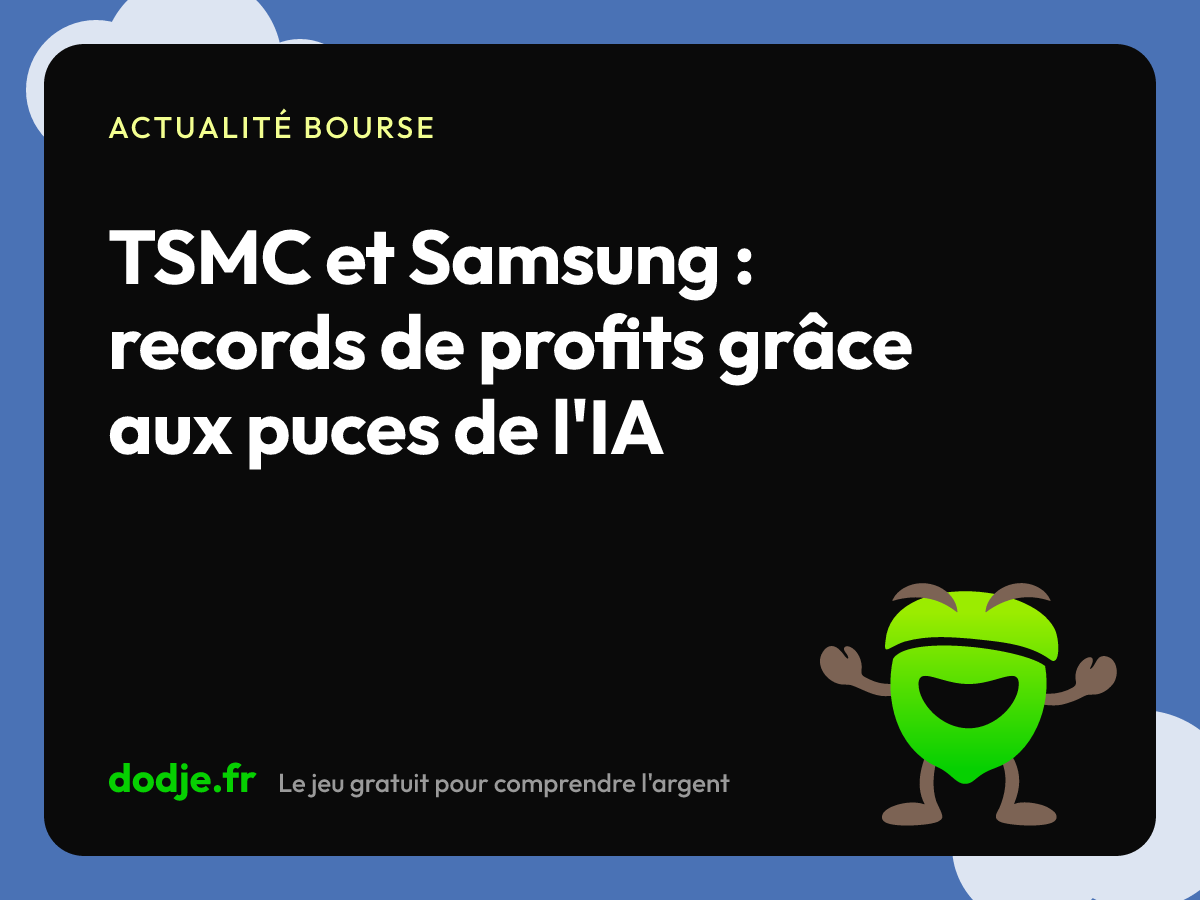 ACTUALITÉ BOURSE
TSMC et Samsung :
records de profits grâce
aux puces de l'IA
dodje.fr Le jeu gratuit pour comprendre l'argent